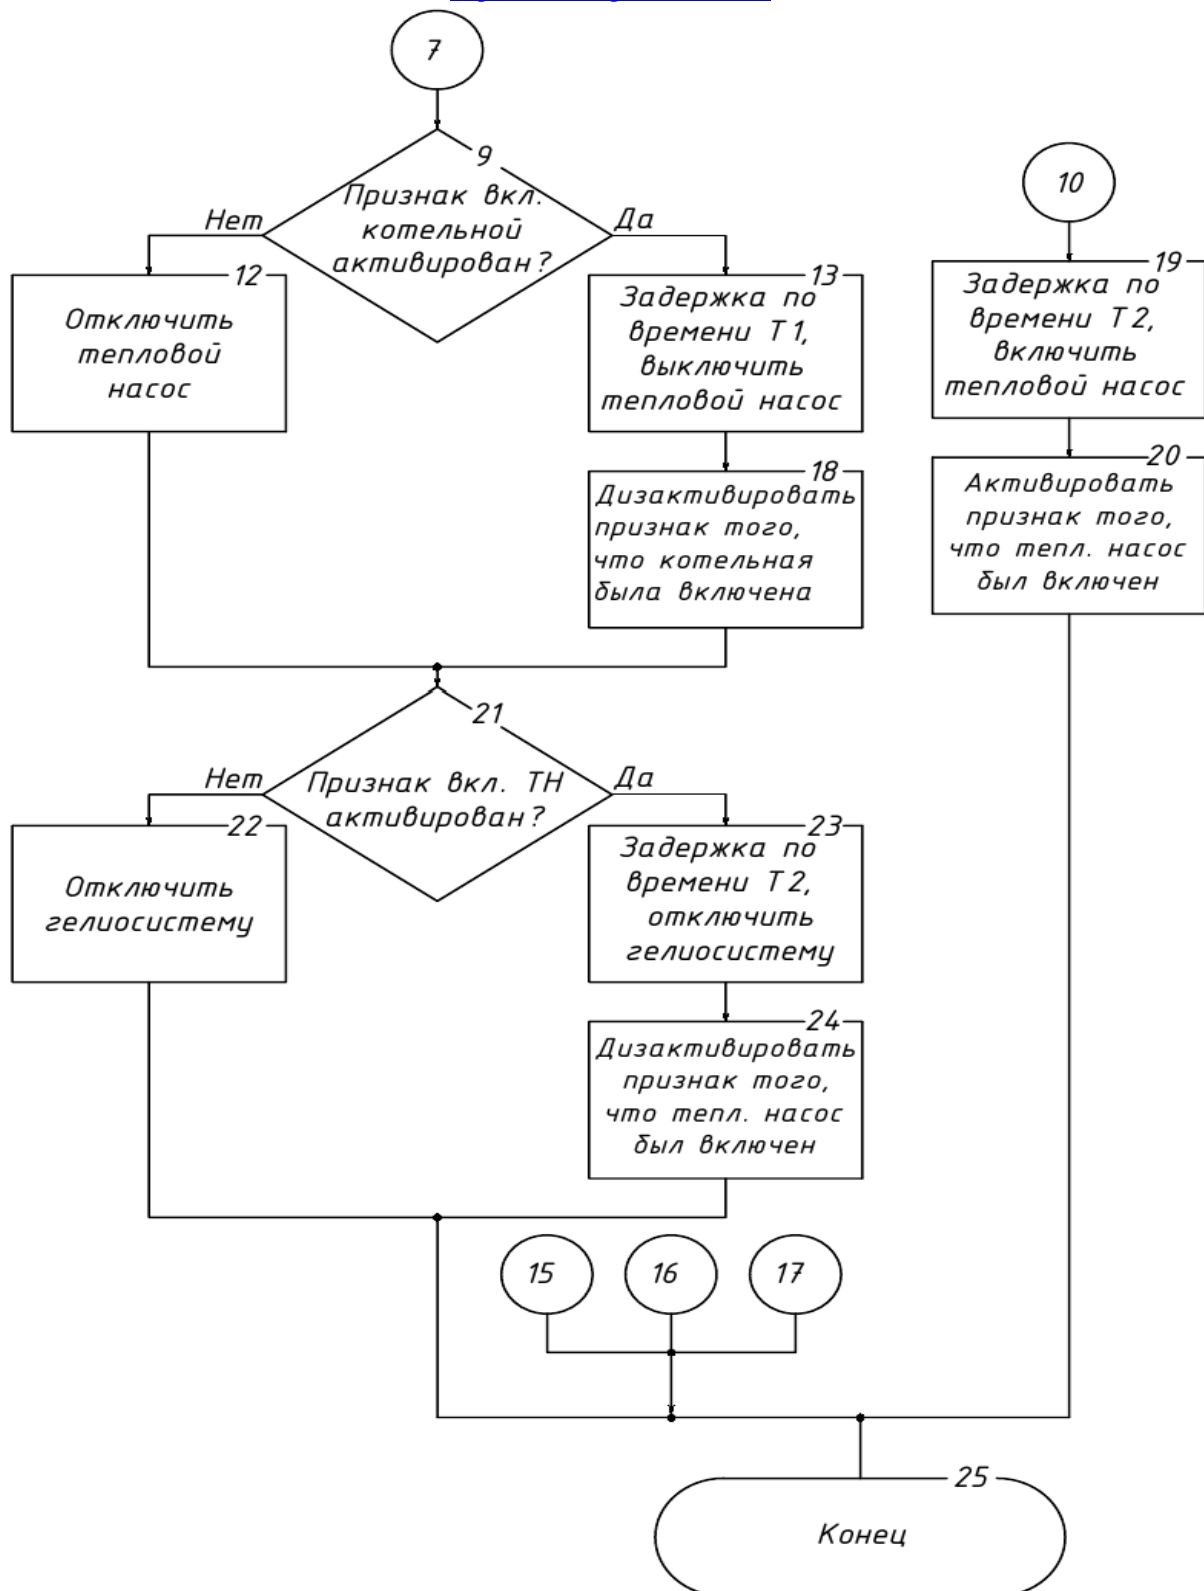 7
9
Признак вкл.
котельной
активирован?
Нет
Да
12
Отключить
тепловой
насос
13
Задержка по
времени Т1,
выключить
тепловой насос
18
Дизактивировать
признак того,
что котельная
была включена
10
19
Задержка по
времени Т2,
включить
тепловой насос
20
Активировать
признак того,
что тепл. насос
был включен
21
Признак вкл. ТН
активирован?
Нет
Да
22
Отключить
гелиосистему
23
Задержка по
времени Т2,
отключить
гелиосистему
24
Дизактивировать
признак того,
что тепл. насос
был включен
15
16
17
25
Конец